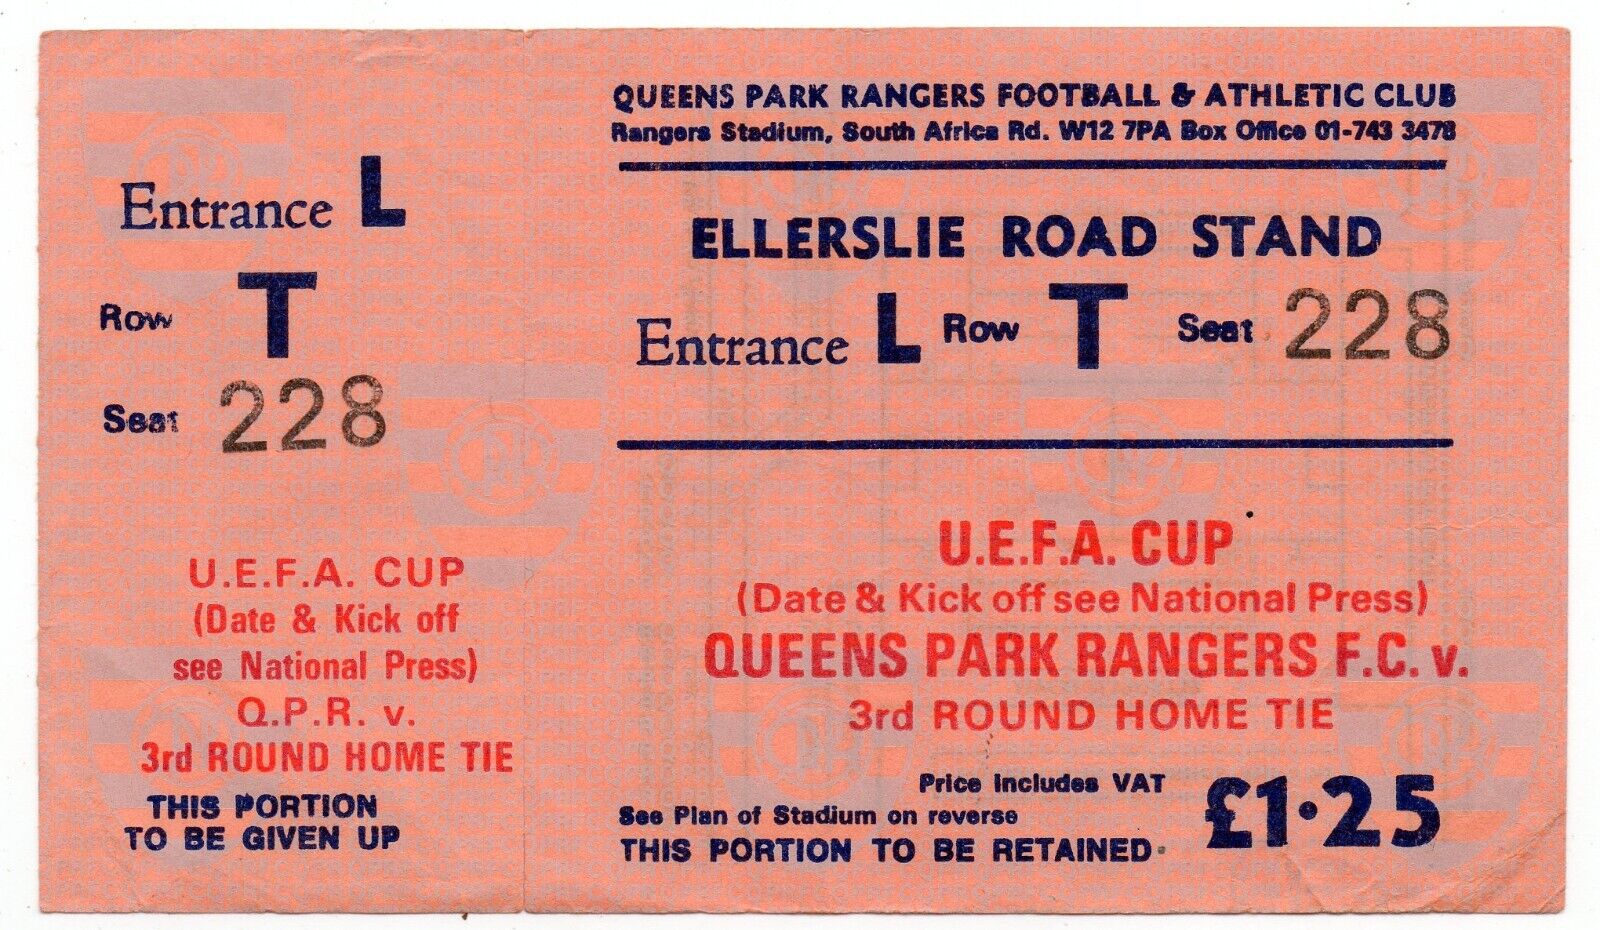 Entrance L
Row T
Seat 228
U.E.F.A. CUP
(Date & Kick off
see National Press)
Q.P.R. v.
3rd ROUND HOME TIE
THIS PORTION
TO BE GIVEN UP
QUEENS PARK RANGERS FOOTBALL & ATHLETIC CLUB
Rangers Stadium, South Africa Rd. W12 7PA Box Office 01-743 3478
ELLERSLIE ROAD STAND
Entrance L Row T Seat 228
U.E.F.A. CUP
(Date & Kick off see National Press)
QUEENS PARK RANGERS F.C. v.
3rd ROUND HOME TIE
Price includes VAT
See Plan of Stadium on reverse
THIS PORTION TO BE RETAINED
£1·25